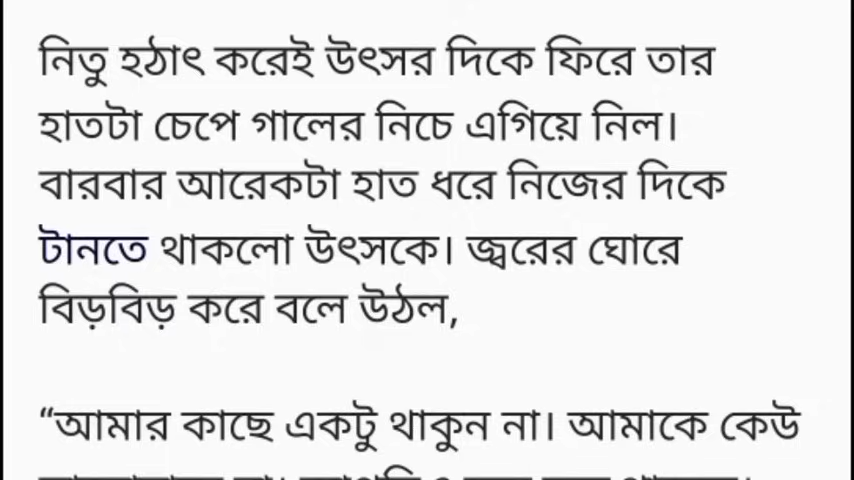 নিতু হঠাৎ করেই উৎসর দিকে ফিরে তার
হাতটা চেপে গালের নিচে এগিয়ে নিল।
বারবার আরেকটা হাত ধরে নিজের দিকে
টানতে থাকলো উৎসকে। জ্বরের ঘোরে
বিড়বিড় করে বলে উঠল,
“আমার কাছে একটু থাকুন না। আমাকে কেউ